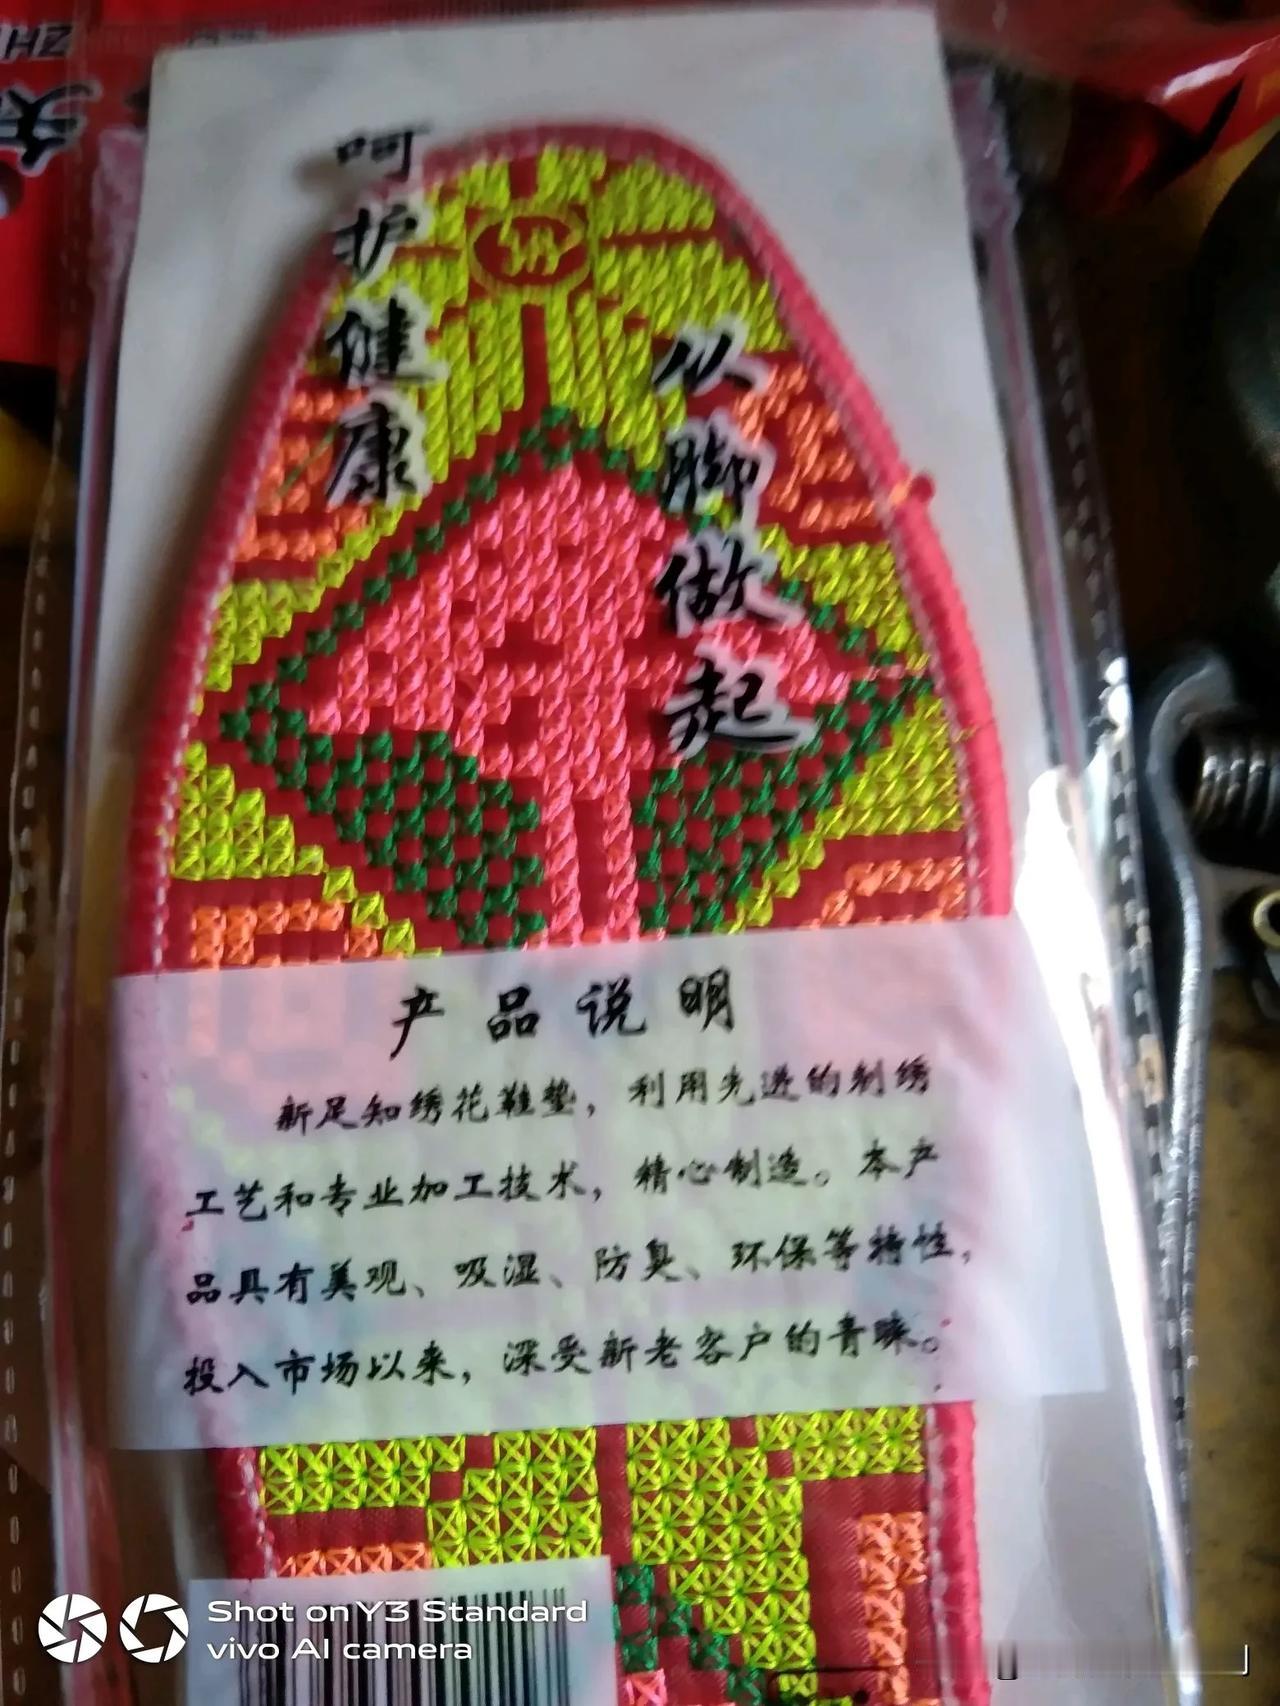 呵护健康
从脚做起
产品说明
新足知绣花鞋垫，利用先进的制绣
工艺和专业加工技术，精心制造。本产
品具有美观、吸湿、防臭、环保等特性，
投入市场以来，深受新老客户的青睐。
Shot on Y3 Standard
vivo AI camera